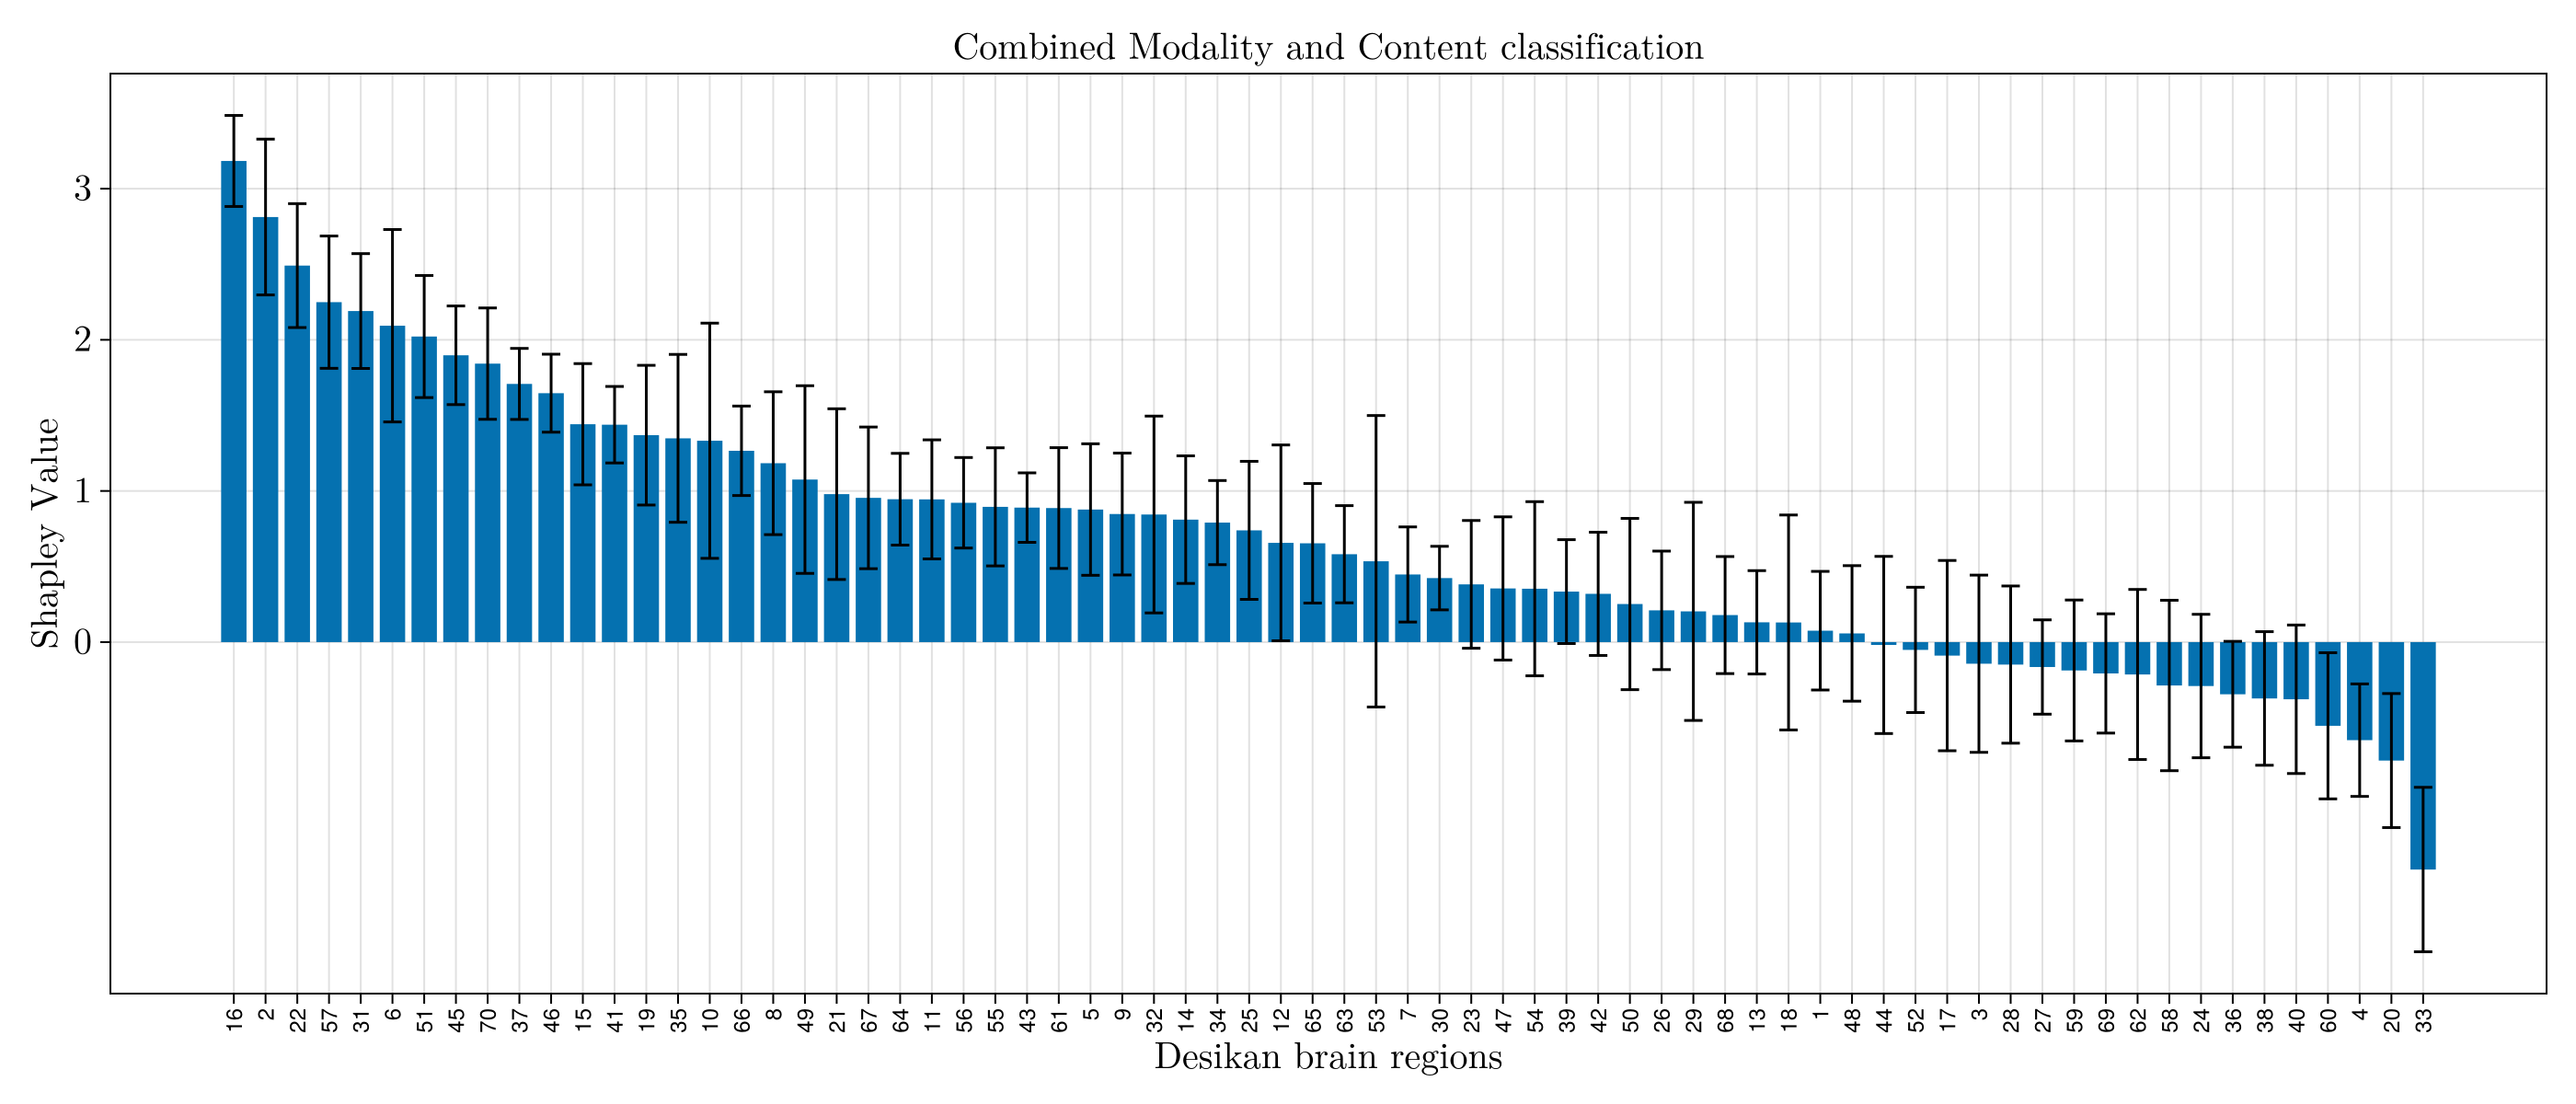 Combined Modality and Content classification
Shapley Value
3
2
1
0
16 2 22 57 31 6 51 45 70 37 46 15 41 19 35 10 66 8 49 21 67 64 11 56 55 43 61 5 9 32 14 34 25 12 65 63 53 7 30 23 47 54 39 42 50 26 29 68 13 18 1 48 44 52 17 3 28 27 59 69 62 58 24 36 38 40 60 4 20 33
Desikan brain regions